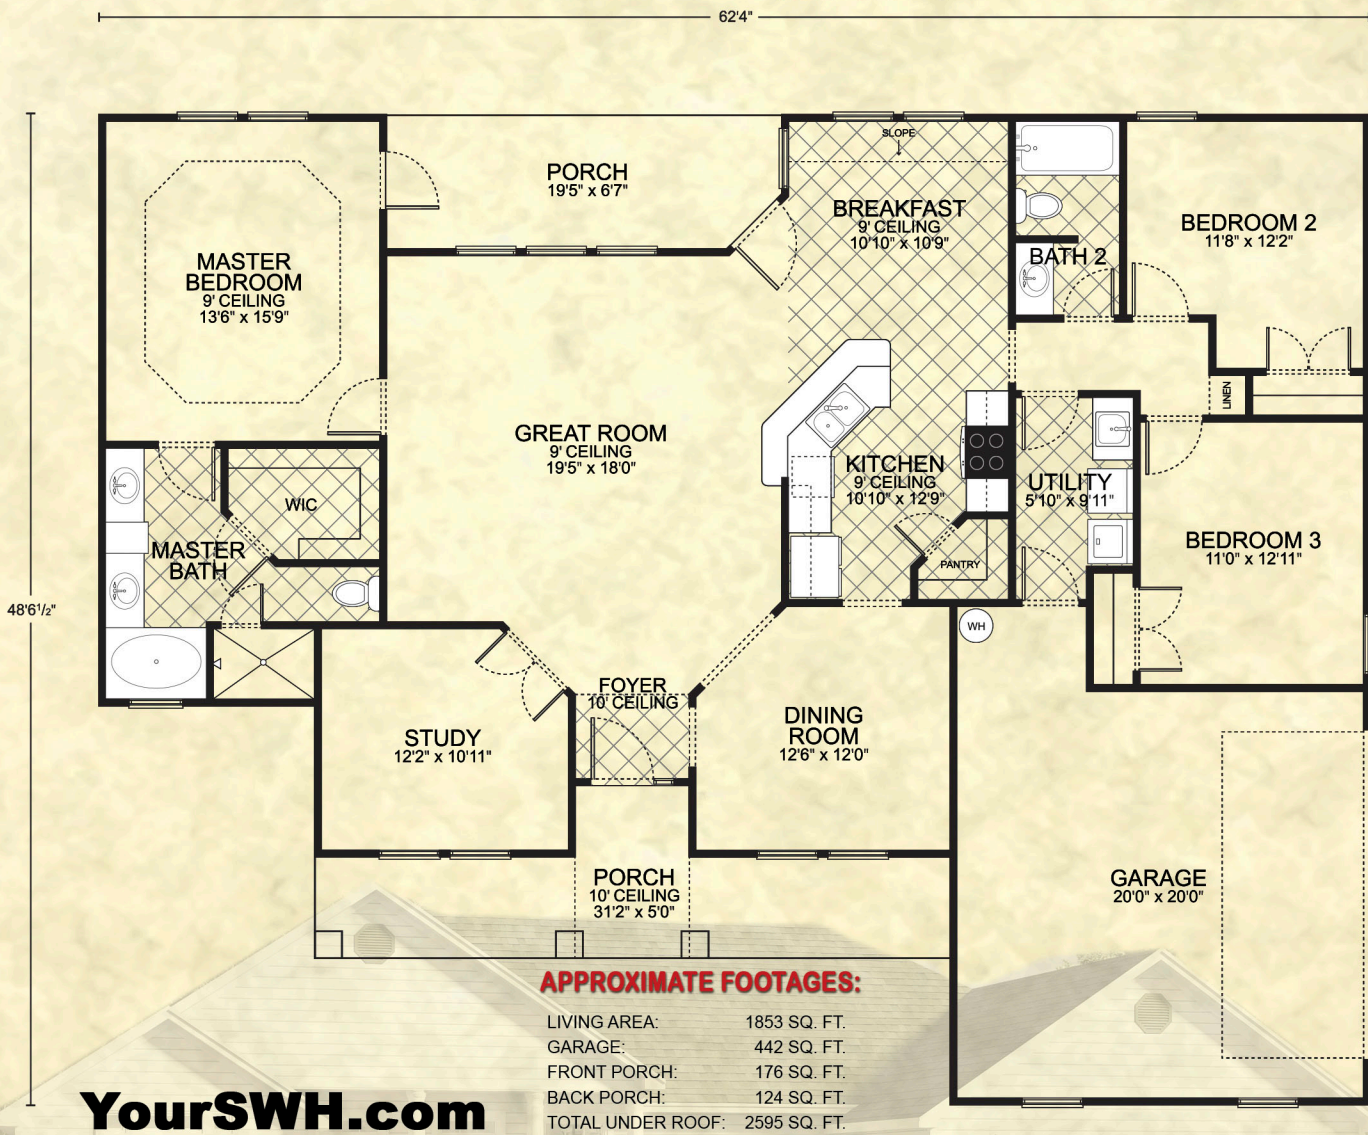 62'4"
48'6½"
SLOPE
PORCH
19'5" x 6'7"
BREAKFAST
9' CEILING
10'10" x 10'9"
BEDROOM 2
11'8" x 12'2"
BATH 2
MASTER
BEDROOM
9' CEILING
13'6" x 15'9"
LINEN
GREAT ROOM
9' CEILING
19'5" x 18'0"
KITCHEN
9' CEILING
10'10" x 12'9"
UTILITY
5'10" x 9'11"
WIC
MASTER
BATH
PANTRY
BEDROOM 3
11'0" x 12'11"
WH
FOYER
10' CEILING
STUDY
12'2" x 10'11"
DINING
ROOM
12'6" x 12'0"
PORCH
10' CEILING
31'2" x 5'0"
GARAGE
20'0" x 20'0"
APPROXIMATE FOOTAGES:
LIVING AREA: 1853 SQ. FT.
GARAGE: 442 SQ. FT.
FRONT PORCH: 176 SQ. FT.
BACK PORCH: 124 SQ. FT.
TOTAL UNDER ROOF: 2595 SQ. FT.
YourSWH.com